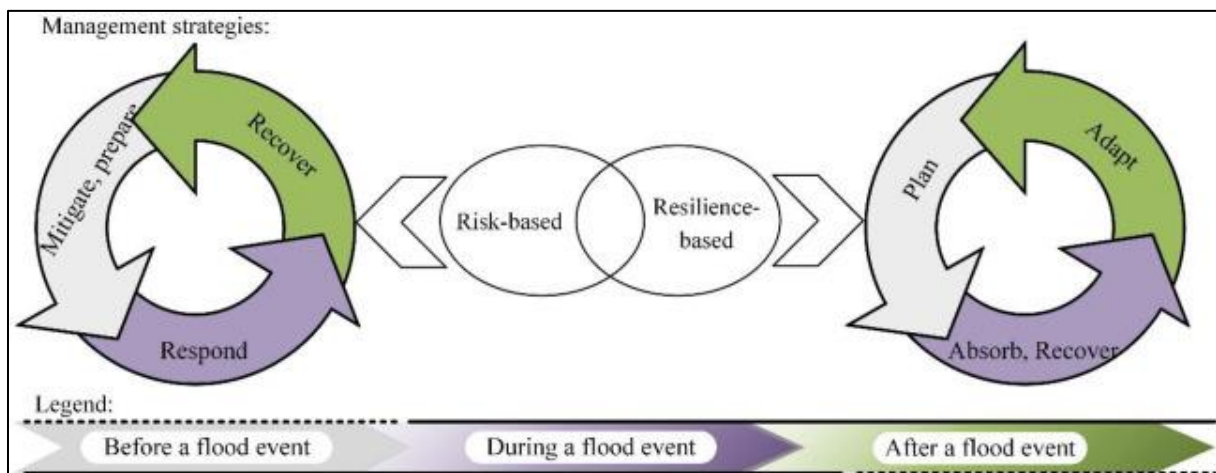 Management strategies:
Mitigate, prepare
Recover
Respond
Risk-based
Resilience-
based
Plan
Adapt
Absorb, Recover
Legend:
Before a flood event
During a flood event
After a flood event